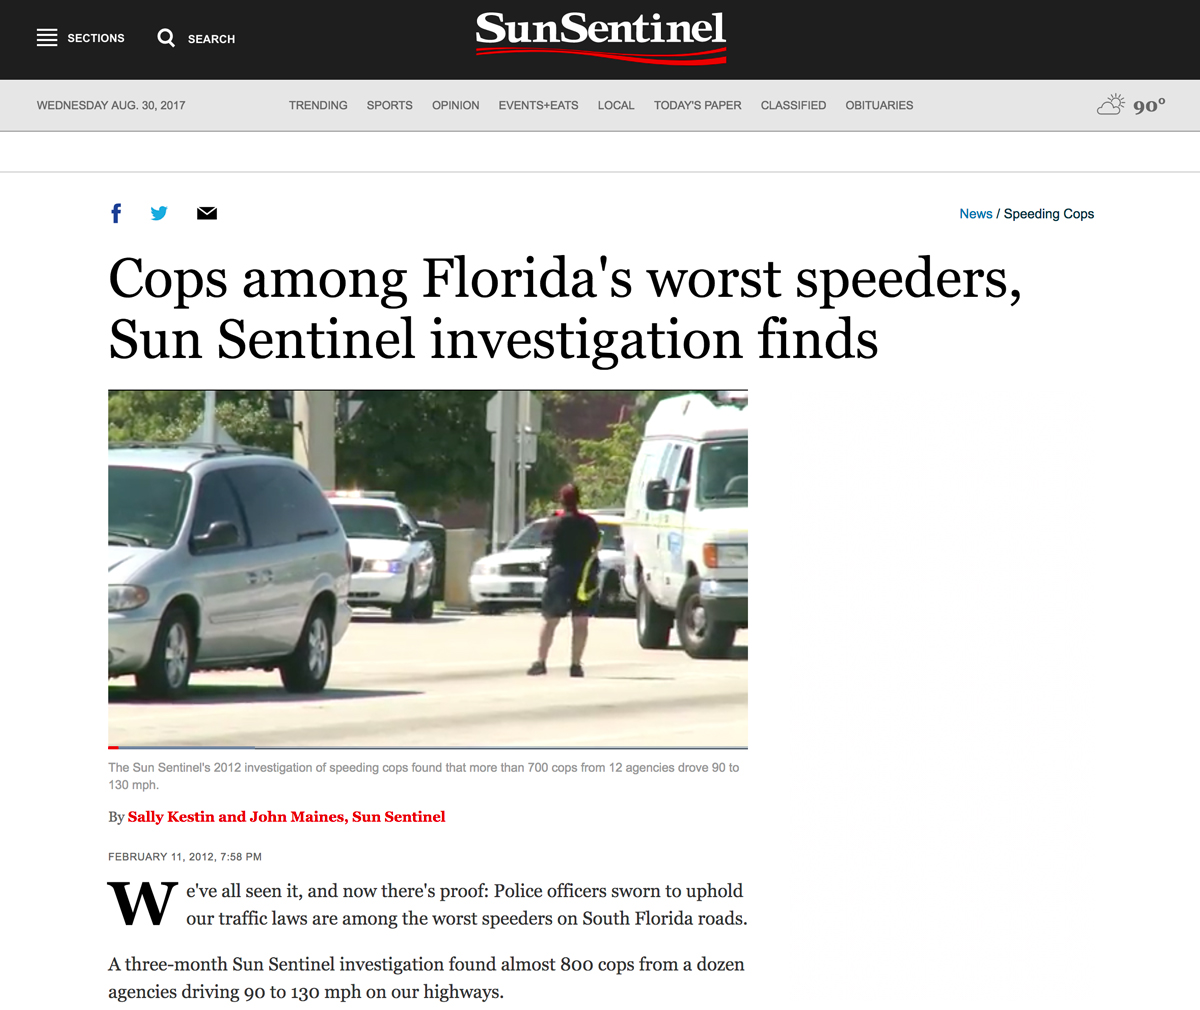 SECTIONS SEARCH SunSentinel
WEDNESDAY AUG. 30, 2017 TRENDING SPORTS OPINION EVENTS+EATS LOCAL TODAY'S PAPER CLASSIFIED OBITUARIES 90°
News / Speeding Cops
Cops among Florida's worst speeders,
Sun Sentinel investigation finds
The Sun Sentinel's 2012 investigation of speeding cops found that more than 700 cops from 12 agencies drove 90 to
130 mph.
By Sally Kestin and John Maines, Sun Sentinel
FEBRUARY 11, 2012, 7:58 PM
We've all seen it, and now there's proof: Police officers sworn to uphold
our traffic laws are among the worst speeders on South Florida roads.
A three-month Sun Sentinel investigation found almost 800 cops from a dozen
agencies driving 90 to 130 mph on our highways.